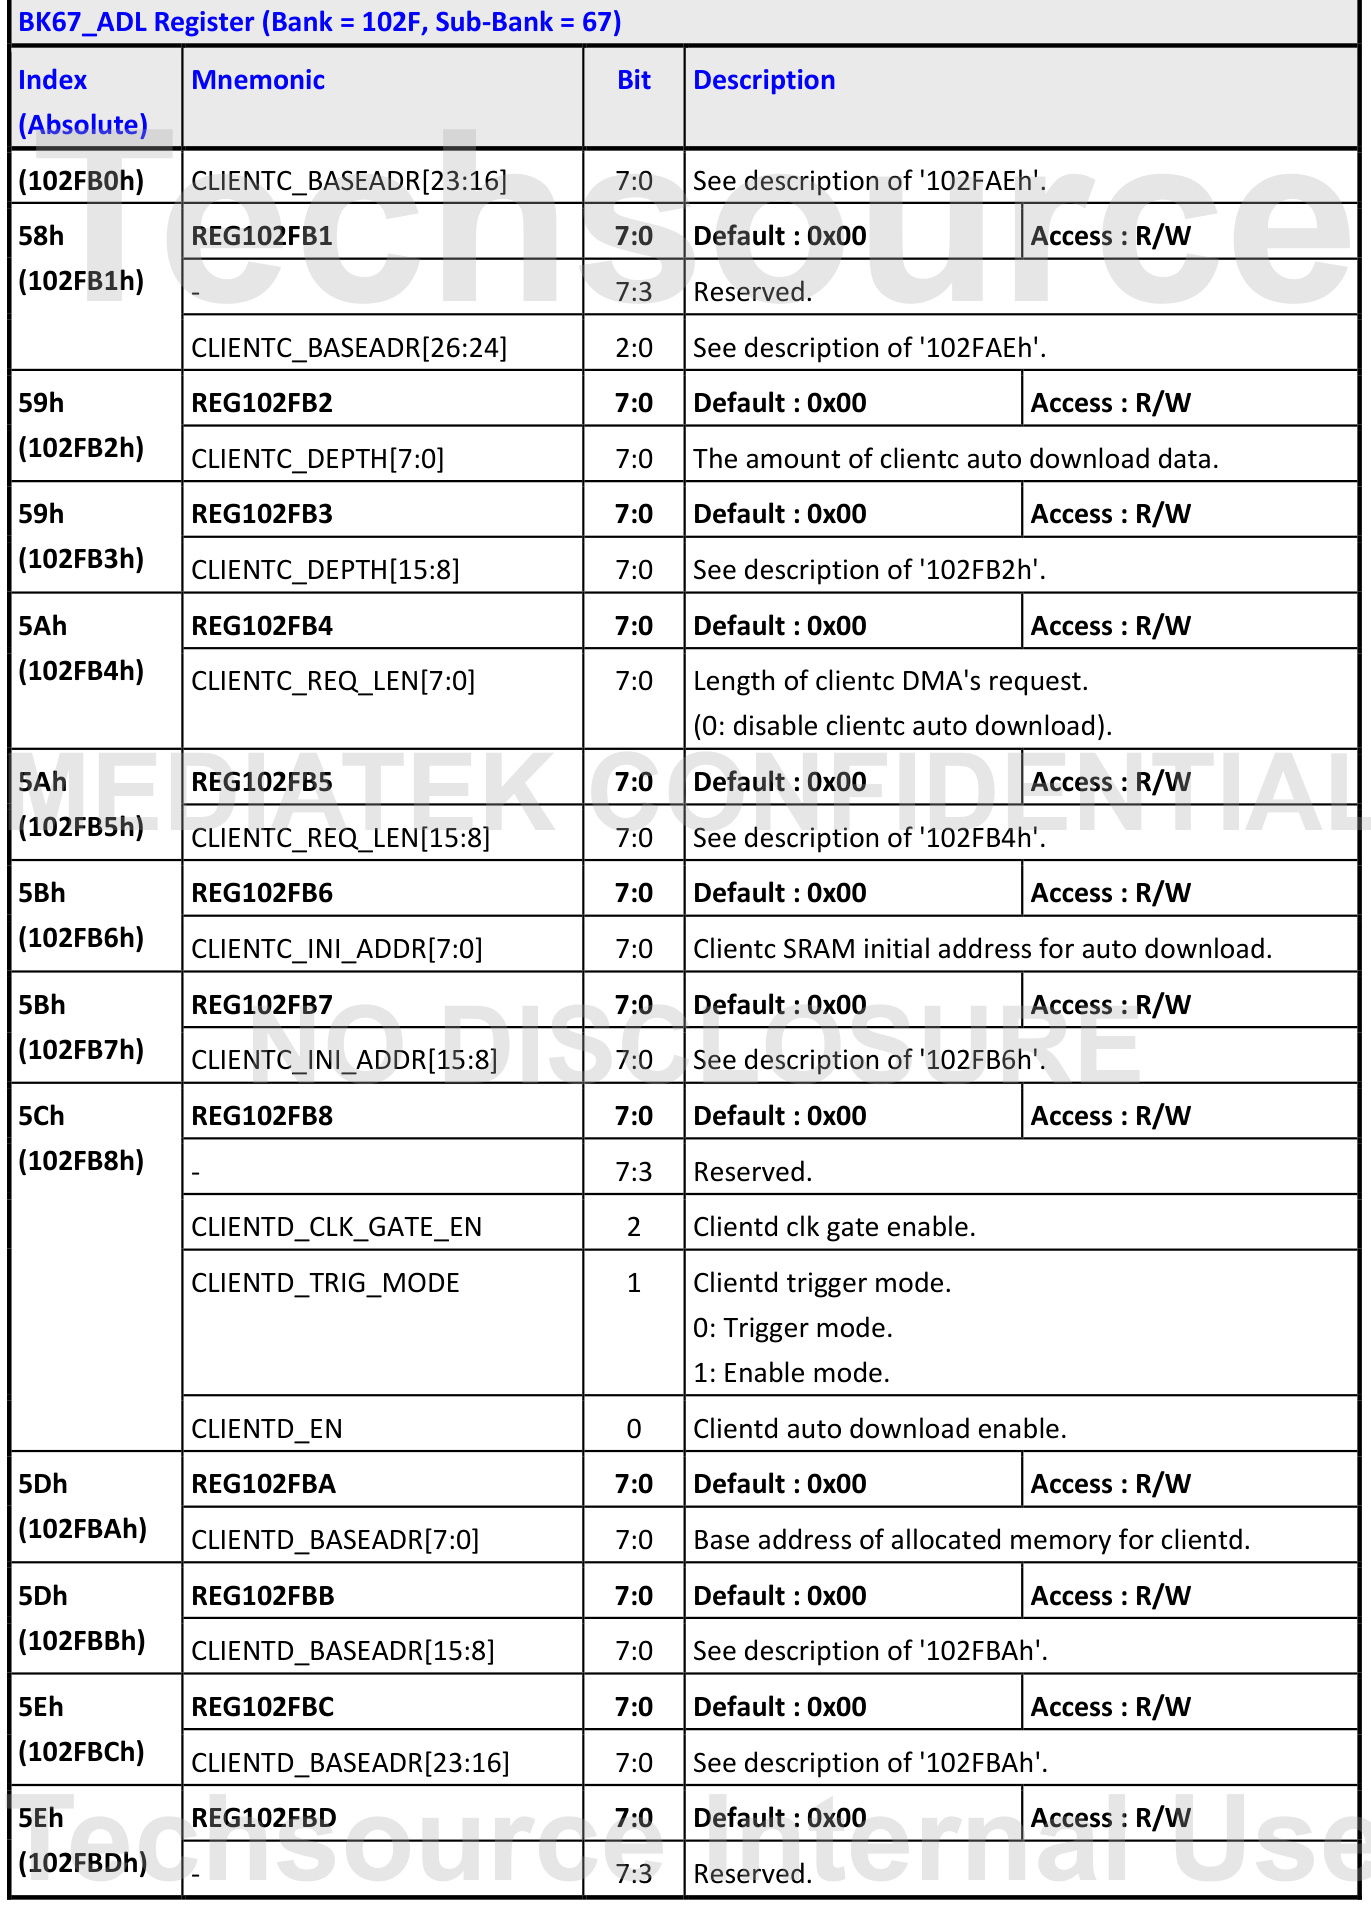 BK67_ADL Register (Bank = 102F, Sub-Bank = 67)
Index (Absolute) Mnemonic Bit Description
(102FB0h) CLIENTC_BASEADR[23:16] 7:0 See description of '102FAEh'.
58h REG102FB1 7:0 Default : 0x00 Access : R/W
(102FB1h) - 7:3 Reserved.
CLIENTC_BASEADR[26:24] 2:0 See description of '102FAEh'.
59h REG102FB2 7:0 Default : 0x00 Access : R/W
(102FB2h) CLIENTC_DEPTH[7:0] 7:0 The amount of clientc auto download data.
59h REG102FB3 7:0 Default : 0x00 Access : R/W
(102FB3h) CLIENTC_DEPTH[15:8] 7:0 See description of '102FB2h'.
5Ah REG102FB4 7:0 Default : 0x00 Access : R/W
(102FB4h) CLIENTC_REQ_LEN[7:0] 7:0 Length of clientc DMA's request.
(0: disable clientc auto download).
5Ah REG102FB5 7:0 Default : 0x00 Access : R/W
(102FB5h) CLIENTC_REQ_LEN[15:8] 7:0 See description of '102FB4h'.
5Bh REG102FB6 7:0 Default : 0x00 Access : R/W
(102FB6h) CLIENTC_INI_ADDR[7:0] 7:0 Clientc SRAM initial address for auto download.
5Bh REG102FB7 7:0 Default : 0x00 Access : R/W
(102FB7h) CLIENTC_INI_ADDR[15:8] 7:0 See description of '102FB6h'.
5Ch REG102FB8 7:0 Default : 0x00 Access : R/W
(102FB8h) - 7:3 Reserved.
CLIENTD_CLK_GATE_EN 2 Clientd clk gate enable.
CLIENTD_TRIG_MODE 1 Clientd trigger mode.
0: Trigger mode.
1: Enable mode.
CLIENTD_EN 0 Clientd auto download enable.
5Dh REG102FBA 7:0 Default : 0x00 Access : R/W
(102FBAh) CLIENTD_BASEADR[7:0] 7:0 Base address of allocated memory for clientd.
5Dh REG102FBB 7:0 Default : 0x00 Access : R/W
(102FBBh) CLIENTD_BASEADR[15:8] 7:0 See description of '102FBAh'.
5Eh REG102FBC 7:0 Default : 0x00 Access : R/W
(102FBCh) CLIENTD_BASEADR[23:16] 7:0 See description of '102FBAh'.
5Eh REG102FBD 7:0 Default : 0x00 Access : R/W
(102FBDh) - 7:3 Reserved.
Techsource
MEDIATEK CONFIDENTIAL
NO DISCLOSURE
Techsource Internal Use